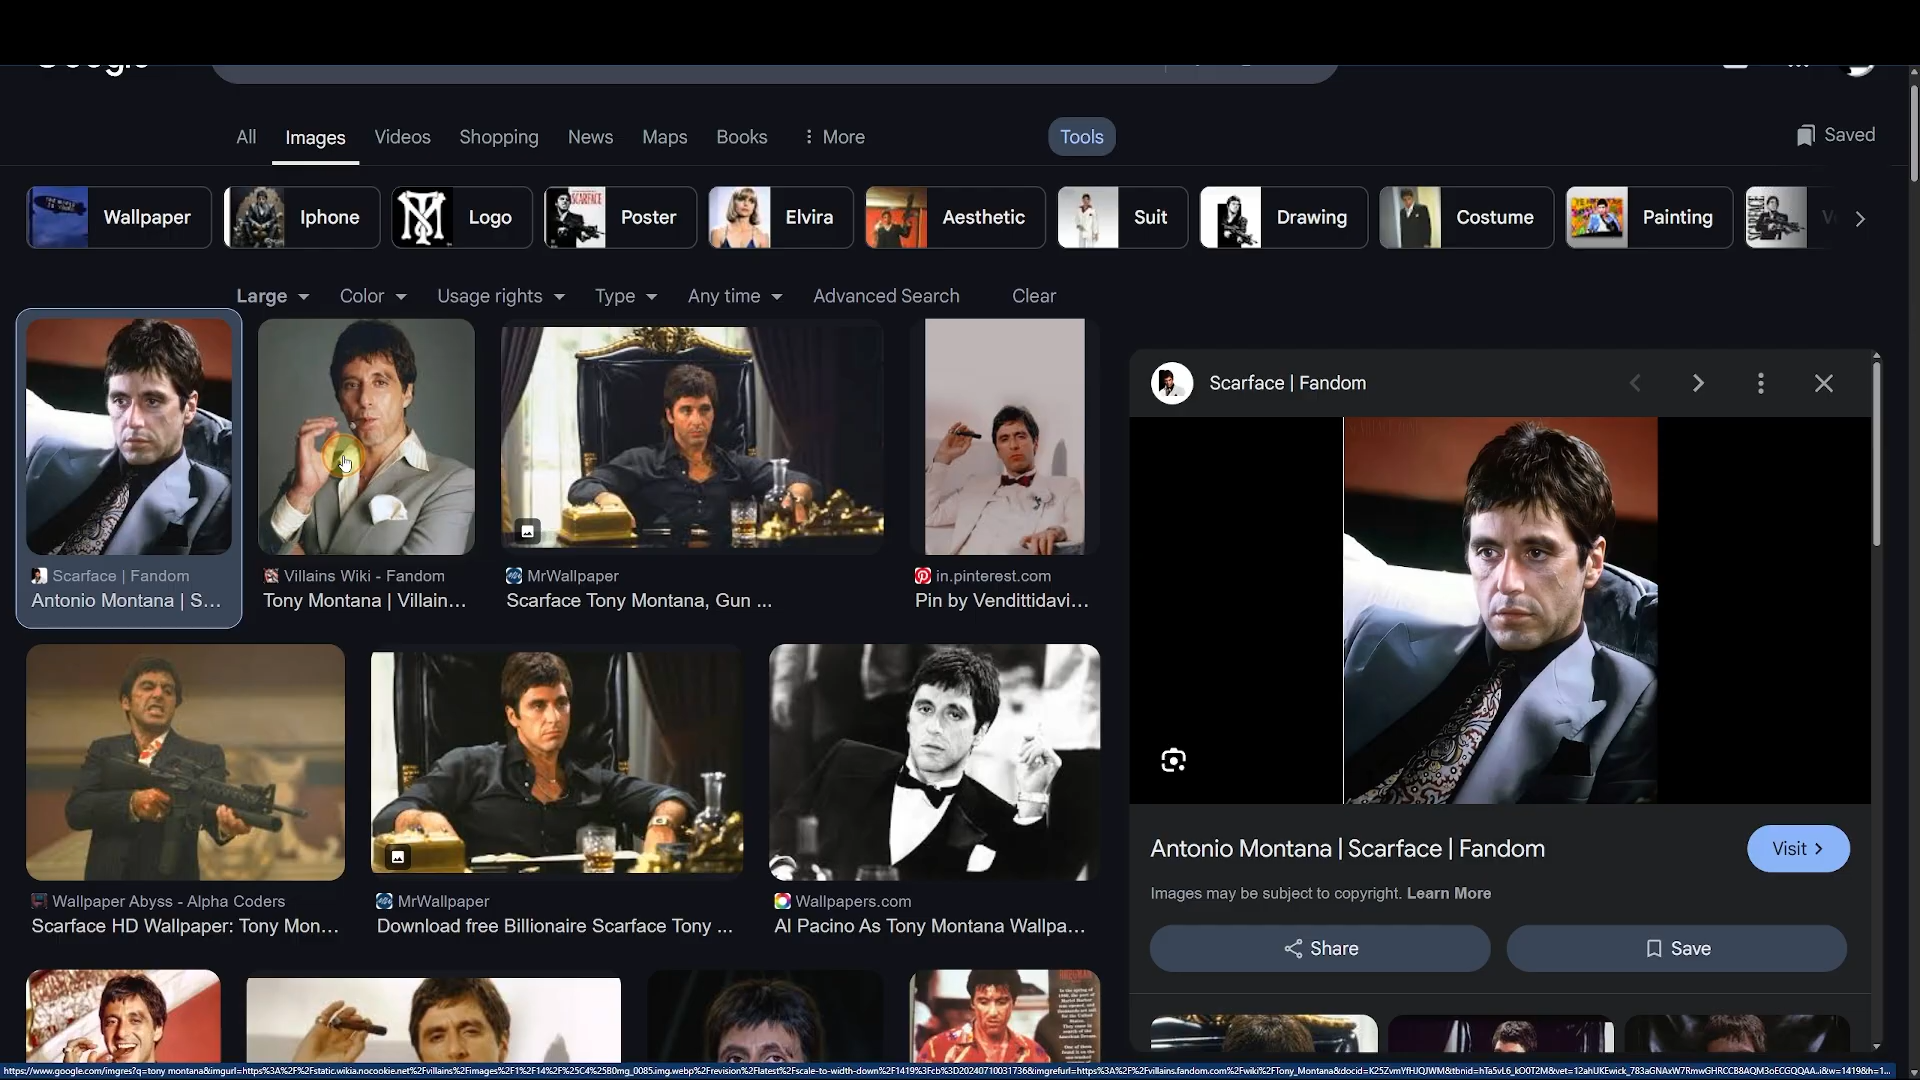 Google
All Images Videos Shopping News Maps Books More Tools Saved
Wallpaper Iphone Logo Poster Elvira Aesthetic Suit Drawing Costume Painting
Large Color Usage rights Type Any time Advanced Search Clear
Scarface | Fandom
Antonio Montana | S...
Villains Wiki - Fandom
Tony Montana | Villain...
MrWallpaper
Scarface Tony Montana, Gun ...
in.pinterest.com
Pin by Vendittidavi...
Wallpaper Abyss - Alpha Coders
Scarface HD Wallpaper: Tony Mon...
MrWallpaper
Download free Billionaire Scarface Tony ...
Wallpapers.com
Al Pacino As Tony Montana Wallpa...
Scarface | Fandom
Antonio Montana | Scarface | Fandom
Visit
Images may be subject to copyright. Learn More
Share
Save